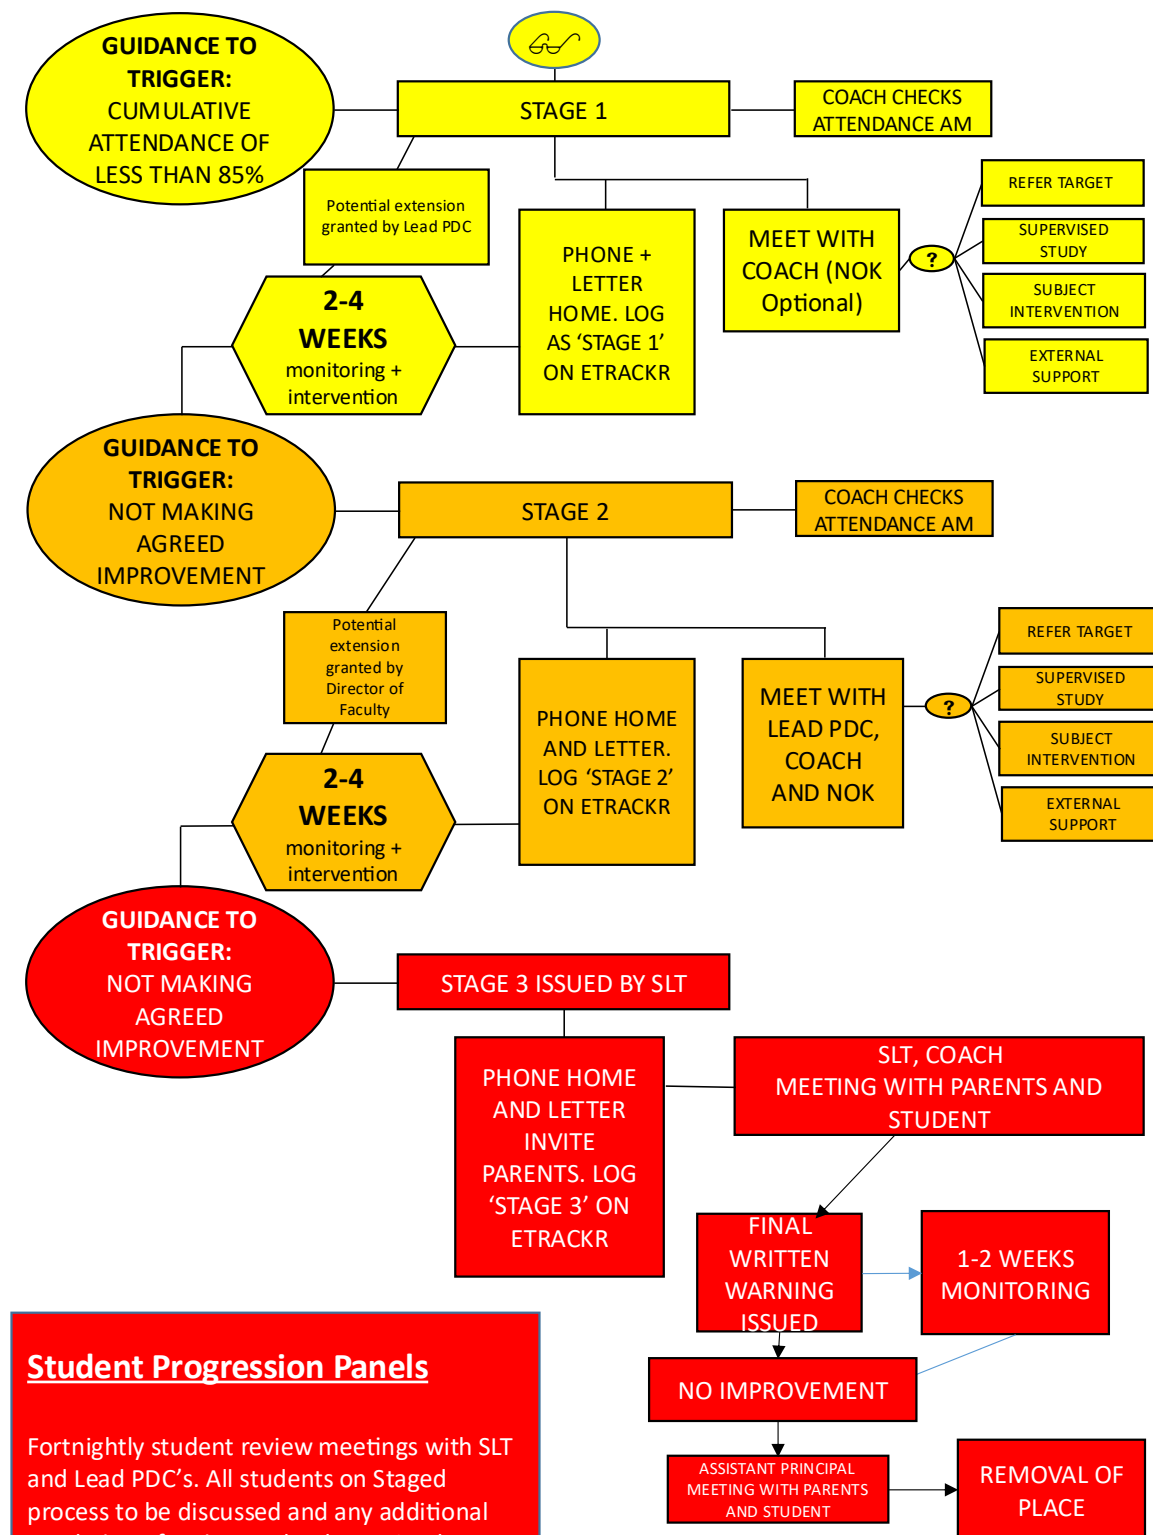 GUIDANCE TO
TRIGGER:
CUMULATIVE
ATTENDANCE OF
LESS THAN 85%
STAGE 1
COACH CHECKS
ATTENDANCE AM
Potential extension
granted by Lead PDC
PHONE +
LETTER
HOME. LOG
AS ‘STAGE 1’
ON ETRACKR
MEET WITH
COACH (NOK
Optional)
?
REFER TARGET
SUPERVISED
STUDY
SUBJECT
INTERVENTION
EXTERNAL
SUPPORT
2-4
WEEKS
monitoring +
intervention
GUIDANCE TO
TRIGGER:
NOT MAKING
AGREED
IMPROVEMENT
STAGE 2
COACH CHECKS
ATTENDANCE AM
Potential
extension
granted by
Director of
Faculty
PHONE HOME
AND LETTER.
LOG ‘STAGE 2’
ON ETRACKR
MEET WITH
LEAD PDC,
COACH
AND NOK
?
REFER TARGET
SUPERVISED
STUDY
SUBJECT
INTERVENTION
EXTERNAL
SUPPORT
2-4
WEEKS
monitoring +
intervention
GUIDANCE TO
TRIGGER:
NOT MAKING
AGREED
IMPROVEMENT
STAGE 3 ISSUED BY SLT
PHONE HOME
AND LETTER
INVITE
PARENTS. LOG
‘STAGE 3’ ON
ETRACKR
SLT, COACH
MEETING WITH PARENTS AND
STUDENT
FINAL
WRITTEN
WARNING
ISSUED
1-2 WEEKS
MONITORING
NO IMPROVEMENT
ASSISTANT PRINCIPAL
MEETING WITH PARENTS
AND STUDENT
REMOVAL OF
PLACE
Student Progression Panels
Fortnightly student review meetings with SLT
and Lead PDC’s. All students on Staged
process to be discussed and any additional